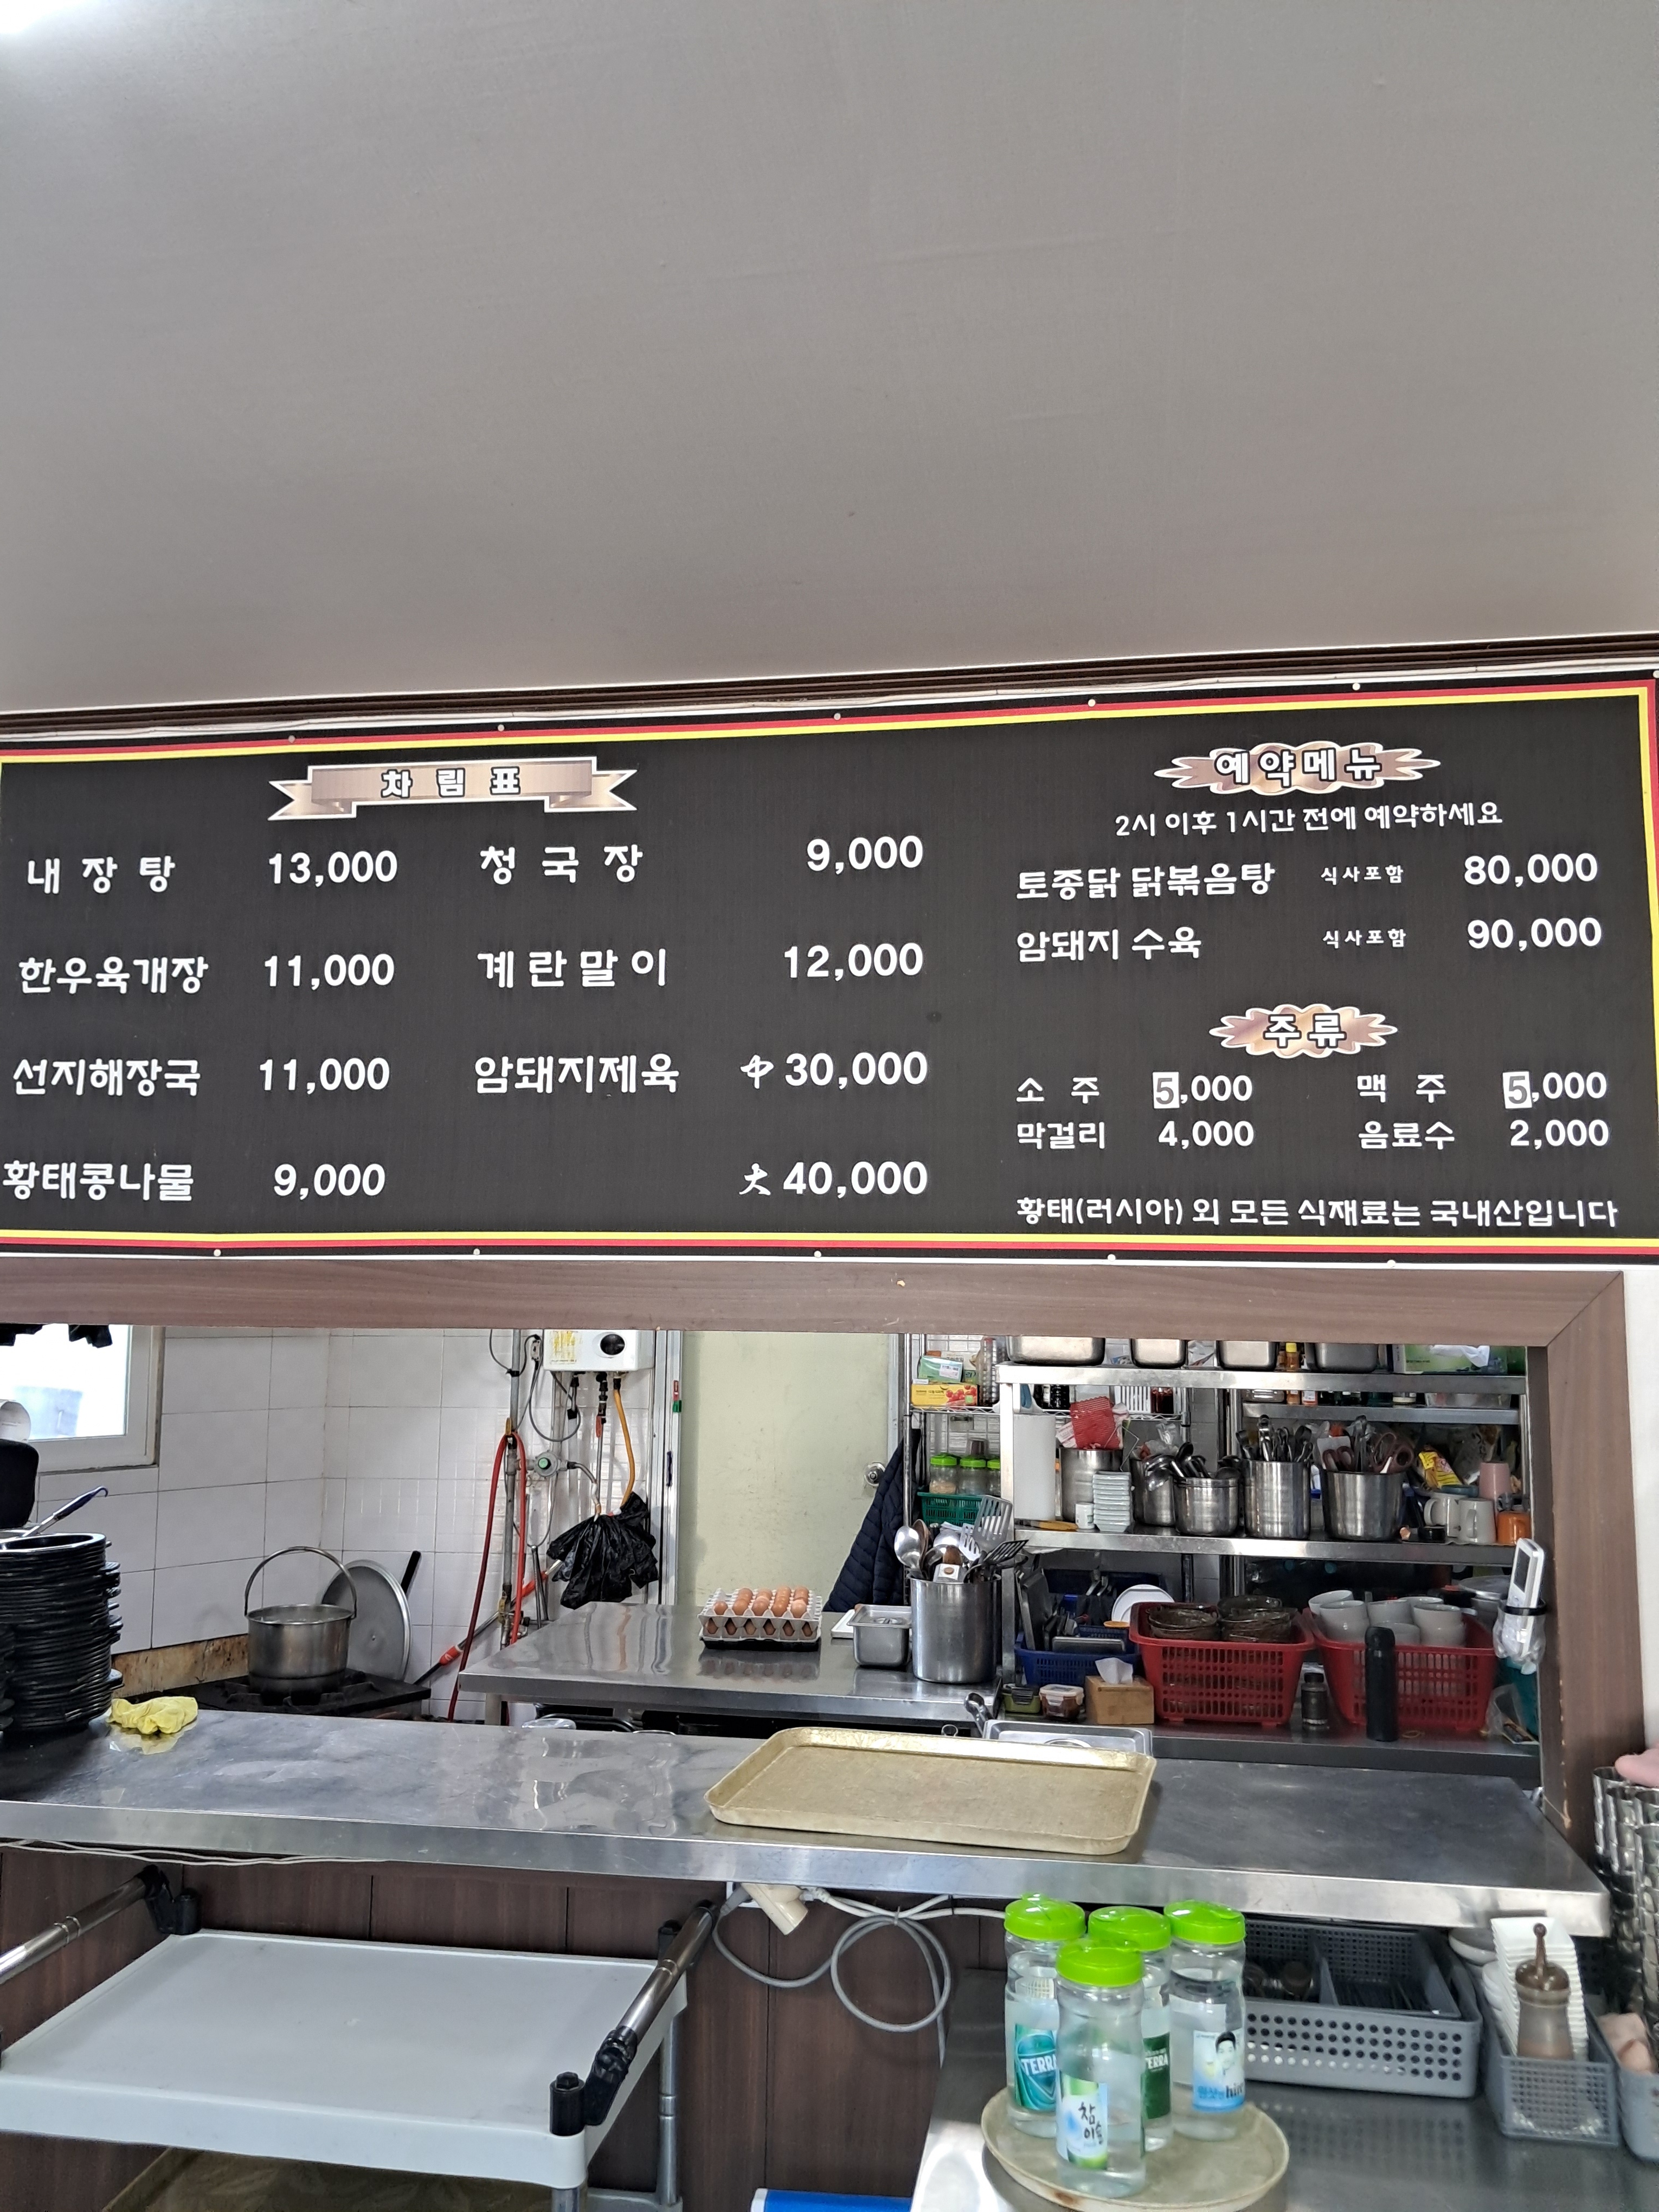 차림표
내장탕 13,000
한우육개장 11,000
선지해장국 11,000
황태콩나물 9,000
청국장 9,000
계란말이 12,000
암돼지제육 中 30,000
大 40,000
예약메뉴
2시 이후 1시간 전에 예약하세요
토종닭 닭볶음탕 식사포함 80,000
암돼지 수육 식사포함 90,000
주류
소주 5,000 맥주 5,000
막걸리 4,000 음료수 2,000
황태(러시아) 외 모든 식재료는 국내산입니다
TERRA
TERRA
참
이슬